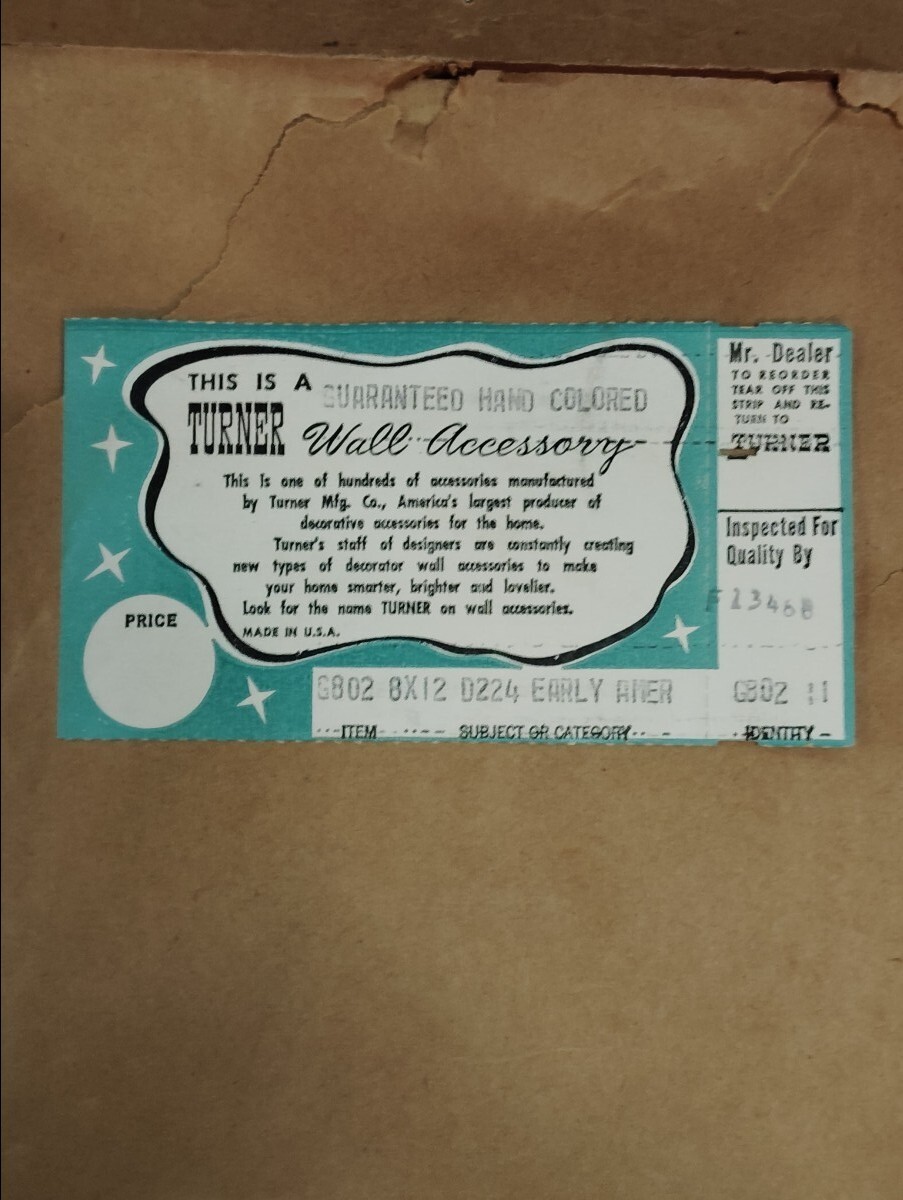 THIS IS A GUARANTEED HAND COLORED
TURNER Wall Accessory
This is one of hundreds of accessories manufactured
by Turner Mfg. Co., America's largest producer of
decorative accessories for the home.
Turner's staff of designers are constantly creating
new types of decorator wall accessories to make
your home smarter, brighter and lovelier.
Look for the name TURNER on wall accessories.
MADE IN U.S.A.
PRICE
G802 8X12 D224 EARLY AMER
ITEM SUBJECT OR CATEGORY
Mr. Dealer
TO REORDER
TEAR OFF THIS
STRIP AND RE-
TURN TO
TURNER
Inspected For
Quality By
G802
IDENTITY